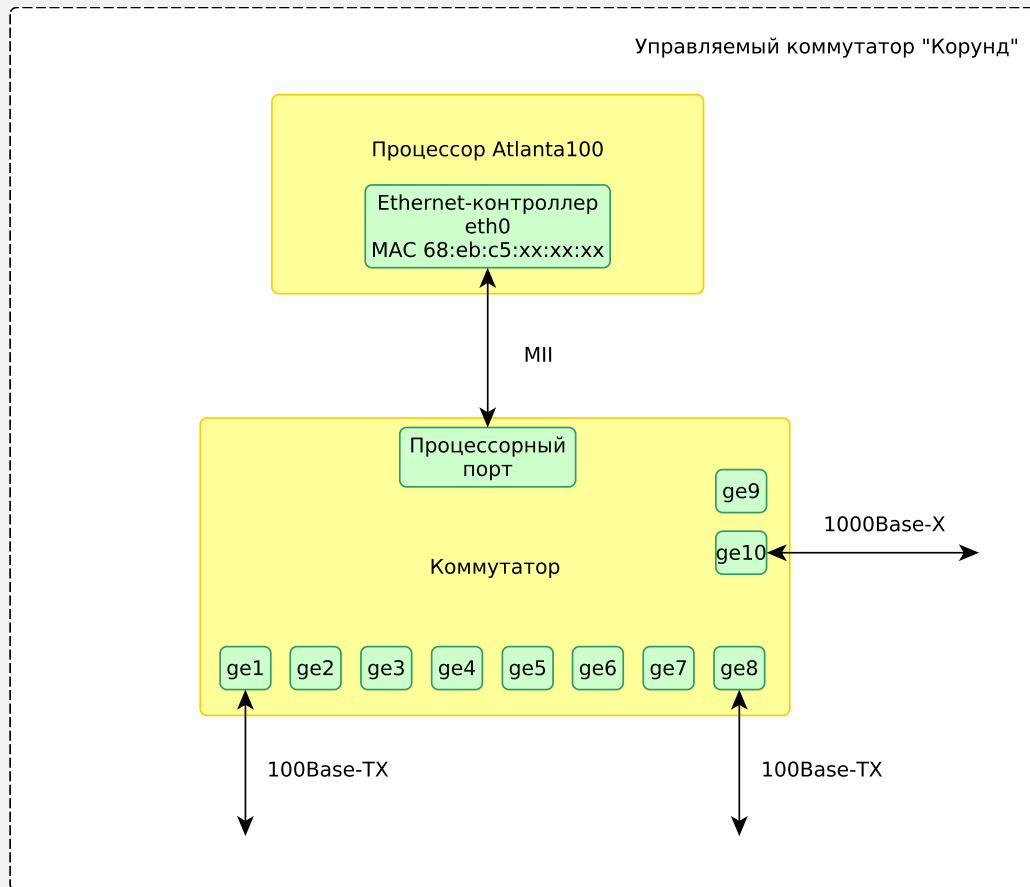 Управляемый коммутатор "Корунд"
Процессор Atlanta100
Ethernet-контроллер
eth0
МАС 68:eb:c5:xx:xx:xx
MII
Процессорный
порт
ge9
1000Base-X
ge10
Коммутатор
ge1 ge2 ge3 ge4 ge5 ge6 ge7 ge8
100Base-TX 100Base-TX